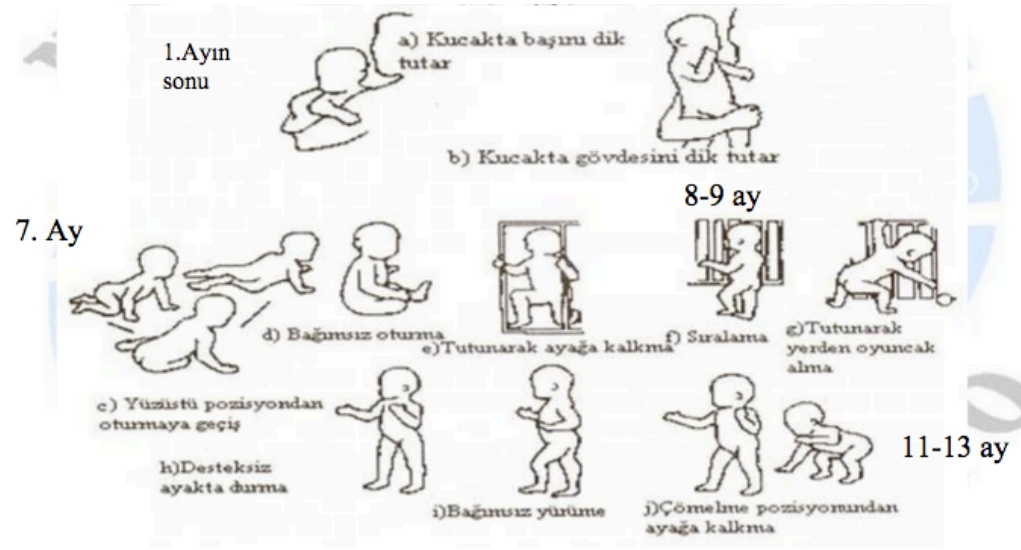 1.Ayın
sonu
a) Kucakta başını dik
tutar
b) Kucakta gövdesini dik tutar
8-9 ay
7. Ay
d) Bağımsız oturma
e)Tutunarak ayağa kalkma
f) Sıralama
g)Tutunarak
yerden oyuncak
alma
c) Yüzüstü pozisyondan
oturmaya geçiş
11-13 ay
h)Desteksiz
ayakta durma
i)Bağımsız yürüme
j)Çömelme pozisyonundan
ayağa kalkma